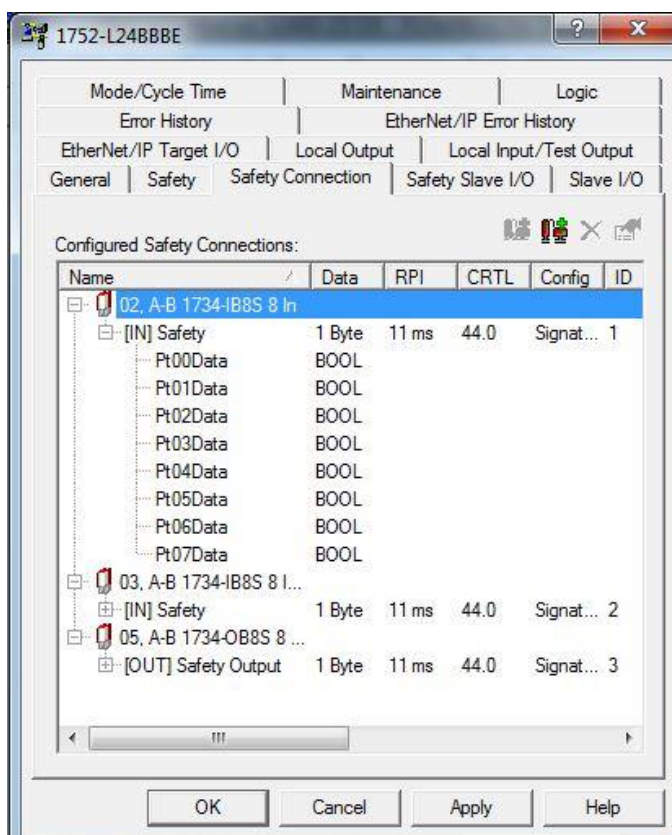 1752-L24BBBE
Mode/Cycle Time Maintenance Logic
Error History EtherNet/IP Error History
EtherNet/IP Target I/O Local Output Local Input/Test Output
General Safety Safety Connection Safety Slave I/O Slave I/O
Configured Safety Connections:
Name Data RPI CRTL Config ID
02, A-B 1734-IB8S 8 In
[IN] Safety 1 Byte 11 ms 44.0 Signat... 1
Pt00Data BOOL
Pt01Data BOOL
Pt02Data BOOL
Pt03Data BOOL
Pt04Data BOOL
Pt05Data BOOL
Pt06Data BOOL
Pt07Data BOOL
03, A-B 1734-IB8S 8 I...
[IN] Safety 1 Byte 11 ms 44.0 Signat... 2
05, A-B 1734-OB8S 8 ...
[OUT] Safety Output 1 Byte 11 ms 44.0 Signat... 3
OK Cancel Apply Help